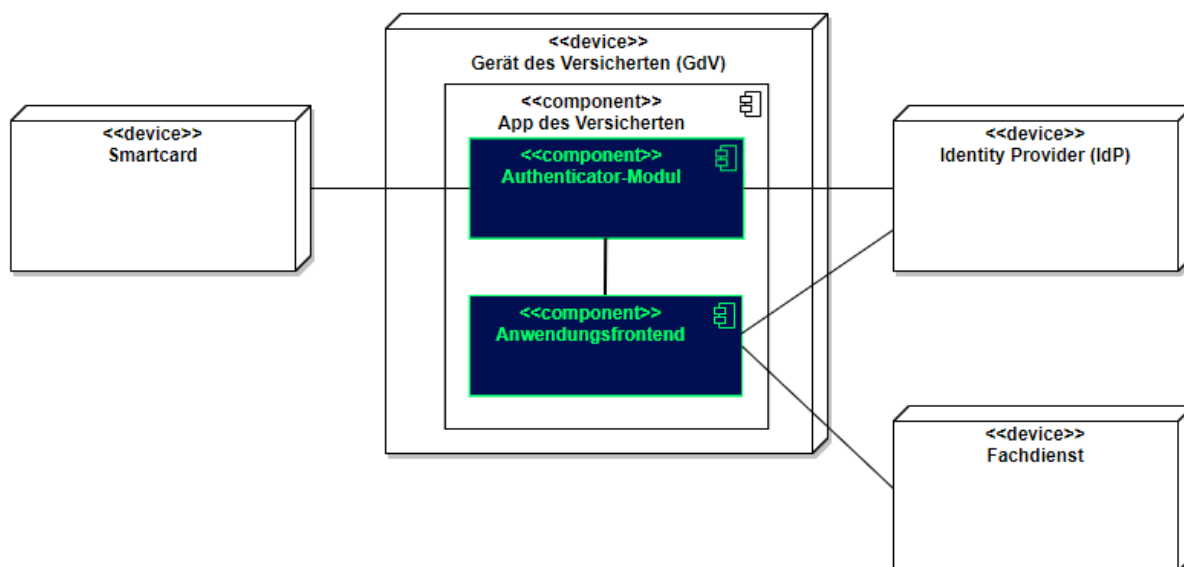 <<device>>
Gerät des Versicherten (GdV)
<<component>>
App des Versicherten
<<device>>
Smartcard
<<component>>
Authenticator-Modul
<<device>>
Identity Provider (IdP)
<<component>>
Anwendungsfrontend
<<device>>
Fachdienst